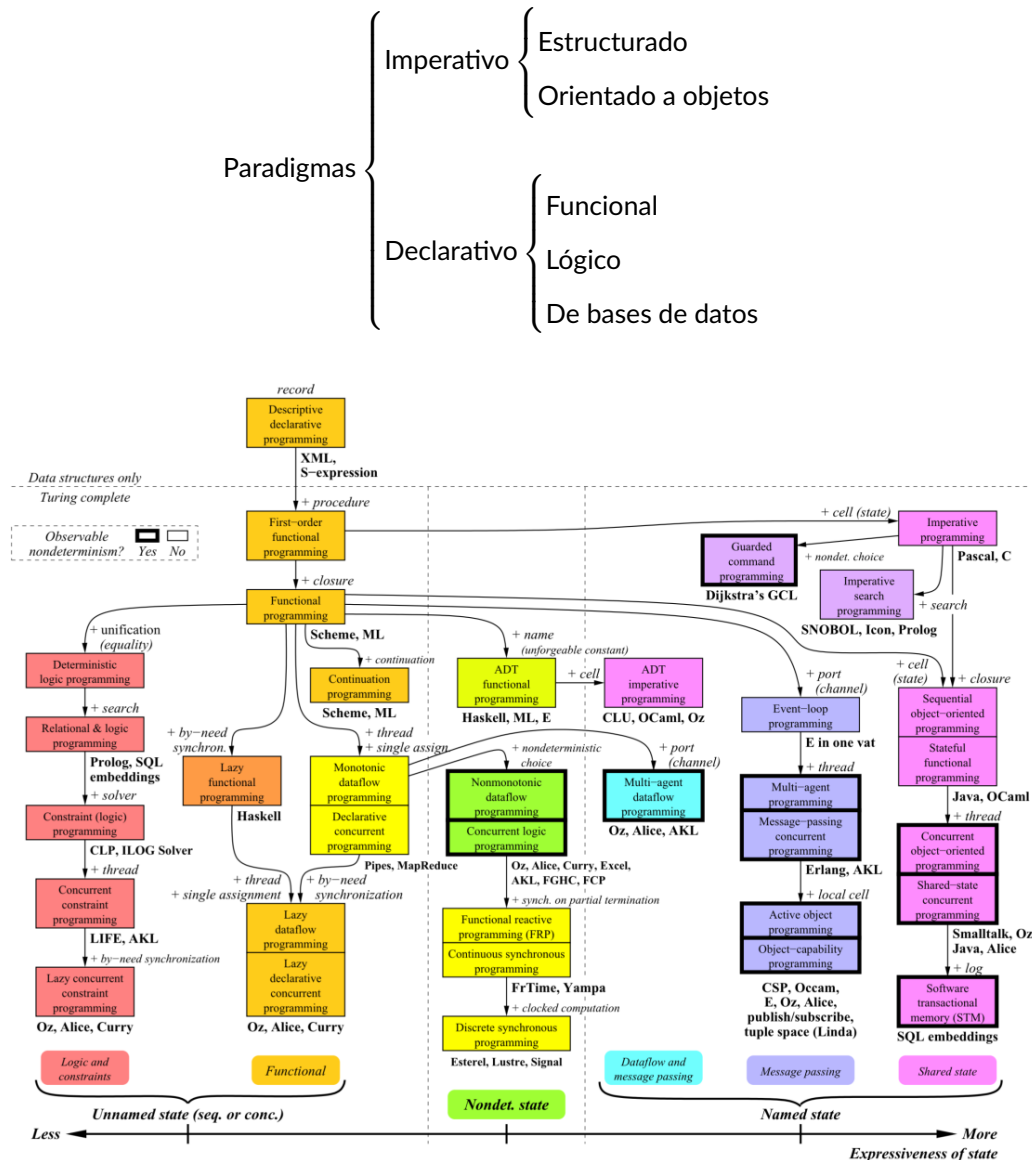 Paradigmas
Imperativo
Estructurado
Orientado a objetos
Declarativo
Funcional
Lógico
De bases de datos
record
Descriptive
declarative
programming
XML,
S−expression
Data structures only
Turing complete
+ procedure
Observable
nondeterminism?
Yes
No
First−order
functional
programming
+ cell (state)
Imperative
programming
Pascal, C
Guarded
command
programming
+ nondet. choice
Dijkstra's GCL
Imperative
search
programming
+ search
SNOBOL, Icon, Prolog
+ closure
Functional
programming
Scheme, ML
+ unification
(equality)
+ continuation
+ name
(unforgeable constant)
+ port
(channel)
+ cell
(state)
+ closure
Deterministic
logic programming
Continuation
programming
Scheme, ML
ADT
functional
programming
Haskell, ML, E
+ cell
ADT
imperative
programming
CLU, OCaml, Oz
Event−loop
programming
E in one vat
Sequential
object−oriented
programming
Stateful
functional
programming
Java, OCaml
+ search
Relational & logic
programming
Prolog, SQL
embeddings
+ by−need
synchron.
+ thread
+ single assign.
+ nondeterministic
choice
+ port
(channel)
+ thread
Lazy
functional
programming
Haskell
Monotonic
dataflow
programming
Declarative
concurrent
programming
Pipes, MapReduce
Nonmonotonic
dataflow
programming
Concurrent logic
programming
Oz, Alice, Curry, Excel,
AKL, FGHC, FCP
Multi−agent
dataflow
programming
Oz, Alice, AKL
Multi−agent
programming
Message−passing
concurrent
programming
Erlang, AKL
+ thread
Concurrent
object−oriented
programming
Shared−state
concurrent
programming
Smalltalk, Oz
Java, Alice
+ solver
Constraint (logic)
programming
CLP, ILOG Solver
+ thread
Concurrent
constraint
programming
LIFE, AKL
+ by−need synchronization
Lazy concurrent
constraint
programming
Oz, Alice, Curry
+ thread
+ single assignment
+ by−need
synchronization
Lazy
dataflow
programming
Lazy
declarative
concurrent
programming
Oz, Alice, Curry
+ synch. on partial termination
Functional reactive
programming (FRP)
Continuous synchronous
programming
FrTime, Yampa
+ clocked computation
Discrete synchronous
programming
Esterel, Lustre, Signal
+ local cell
Active object
programming
Object−capability
programming
CSP, Occam,
E, Oz, Alice,
publish/subscribe,
tuple space (Linda)
+ log
Software
transactional
memory (STM)
SQL embeddings
Logic and
constraints
Functional
Nondet. state
Dataflow and
message passing
Message passing
Shared state
Unnamed state (seq. or conc.)
Named state
Less
More
Expressiveness of state